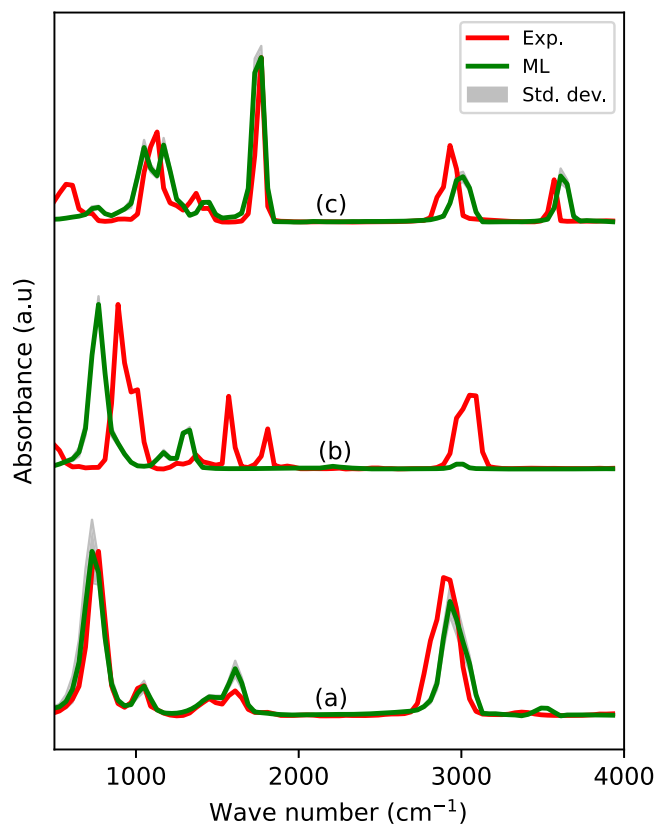 Exp.
ML
Std. dev.
(c)
(b)
(a)
Absorbance (a.u)
1000 2000 3000 4000
Wave number (cm⁻¹)